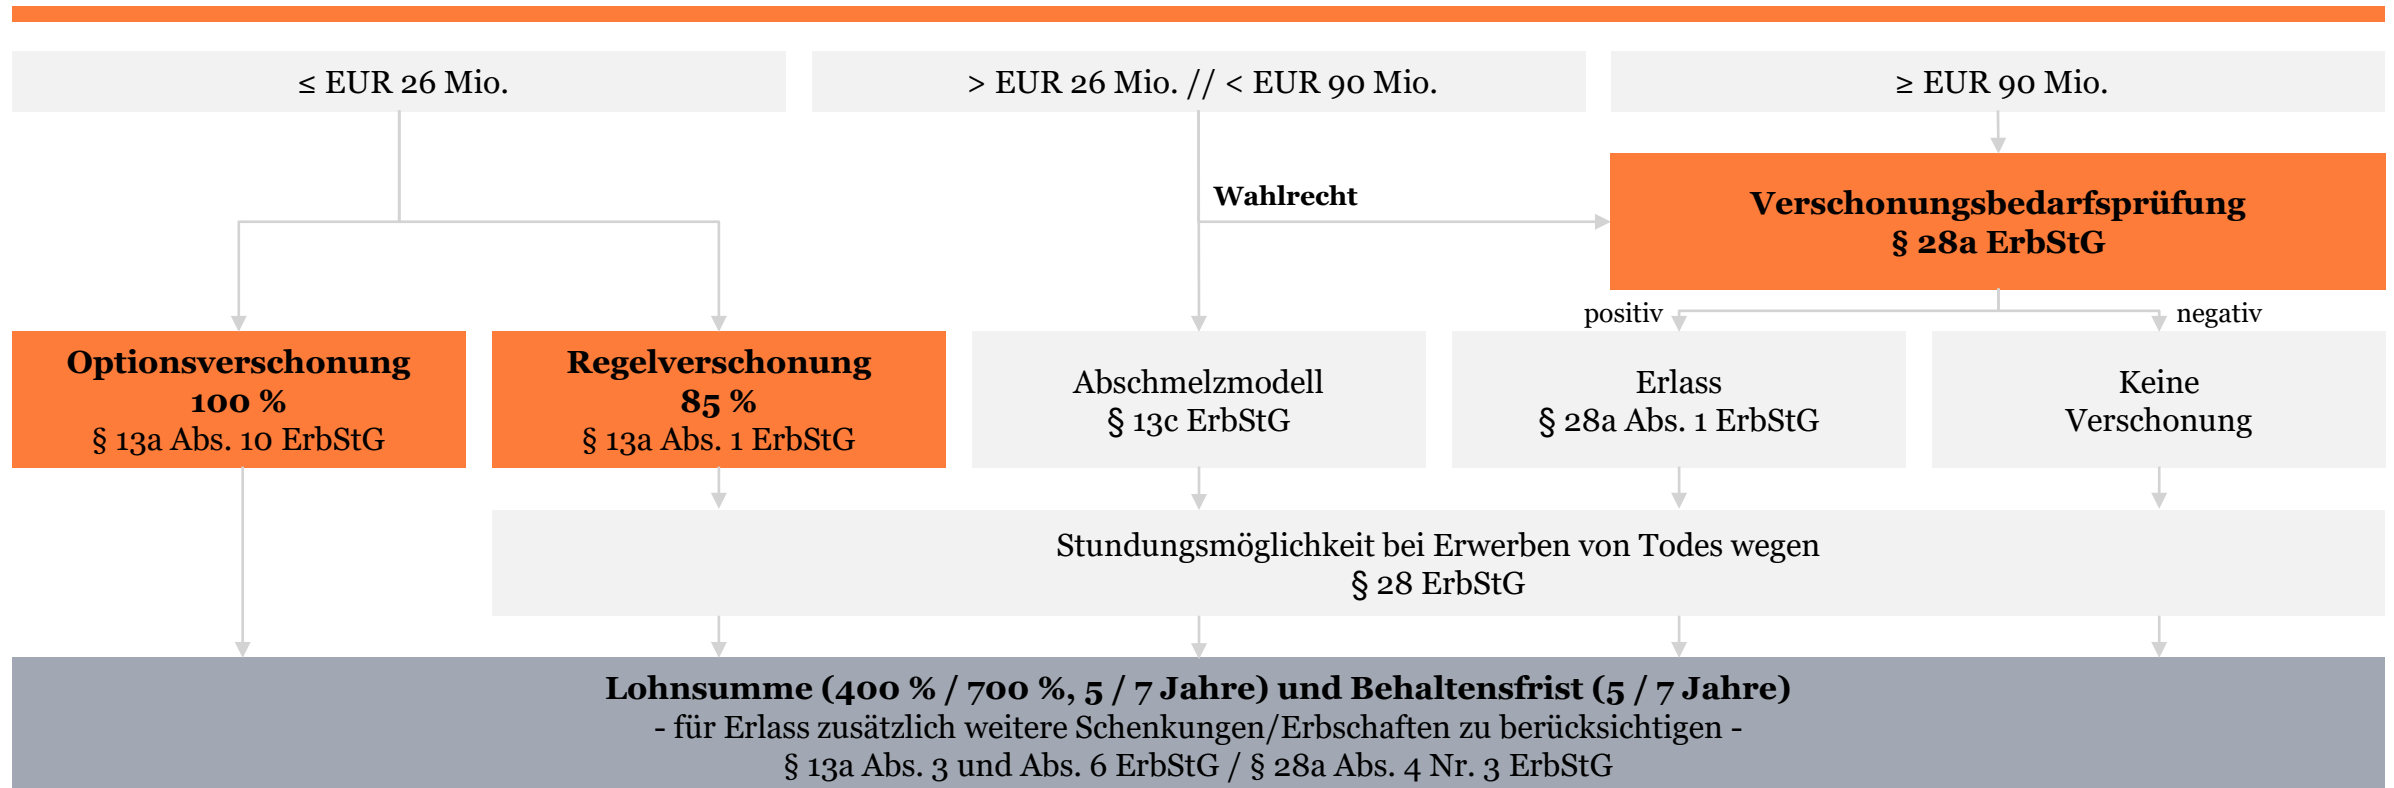 ≤ EUR 26 Mio.
> EUR 26 Mio. // < EUR 90 Mio.
≥ EUR 90 Mio.
Wahlrecht
Verschonungsbedarfsprüfung
§ 28a ErbStG
positiv
negativ
Optionsverschonung
100 %
§ 13a Abs. 10 ErbStG
Regelverschonung
85 %
§ 13a Abs. 1 ErbStG
Abschmelzmodell
§ 13c ErbStG
Erlass
§ 28a Abs. 1 ErbStG
Keine
Verschonung
Stundungsmöglichkeit bei Erwerben von Todes wegen
§ 28 ErbStG
Lohnsumme (400 % / 700 %, 5 / 7 Jahre) und Behaltensfrist (5 / 7 Jahre)
- für Erlass zusätzlich weitere Schenkungen/Erbschaften zu berücksichtigen -
§ 13a Abs. 3 und Abs. 6 ErbStG / § 28a Abs. 4 Nr. 3 ErbStG